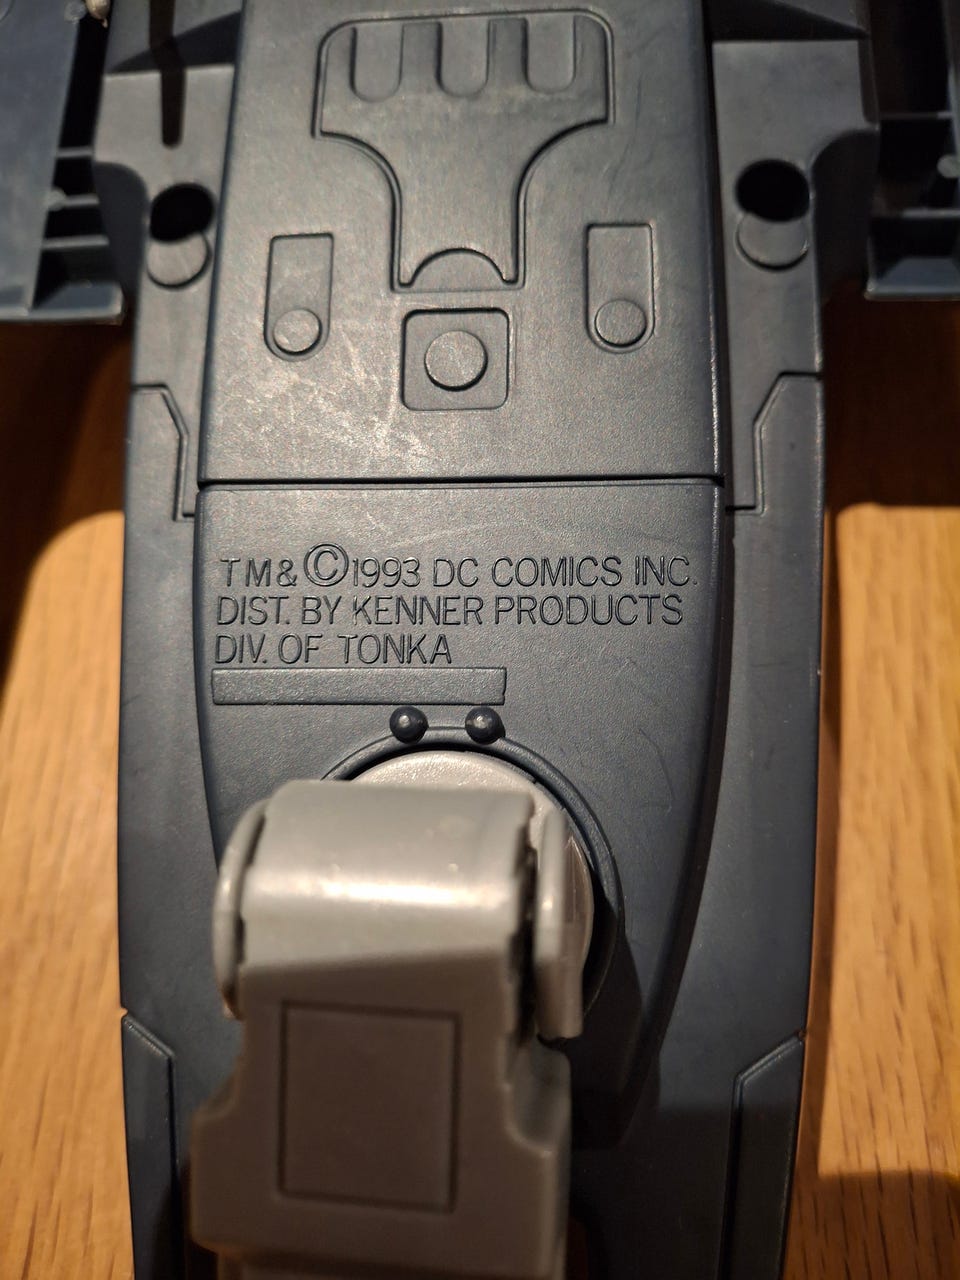 TM & ©1993 DC COMICS INC.
DIST. BY KENNER PRODUCTS
DIV. OF TONKA